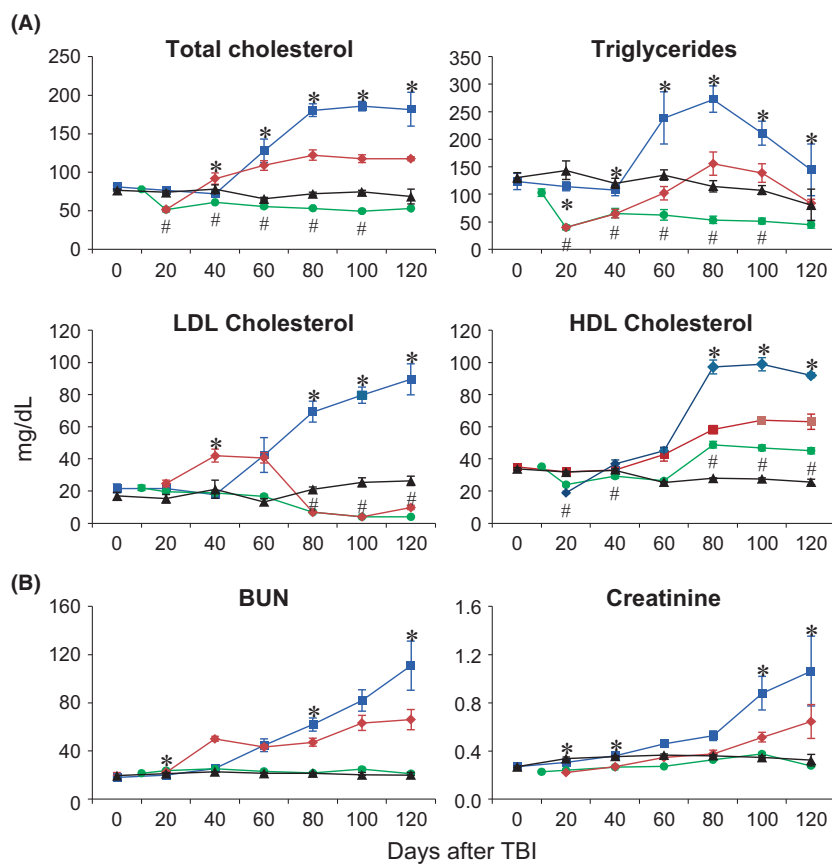 (A)
Total cholesterol
250
200
150
100
50
0
* * * * *
# # # # #
0 20 40 60 80 100 120
Triglycerides
350
300
250
200
150
100
50
0
* * * * * *
# # # # #
0 20 40 60 80 100 120
LDL Cholesterol
120
100
80
60
40
20
0
* * * *
# # #
0 20 40 60 80 100 120
HDL Cholesterol
120
100
80
60
40
20
0
* * *
# # # # #
0 20 40 60 80 100 120
mg/dL
(B)
BUN
160
120
80
40
0
* * *
0 20 40 60 80 100 120
Creatinine
1.6
1.2
0.8
0.4
0.0
* * * *
0 20 40 60 80 100 120
Days after TBI